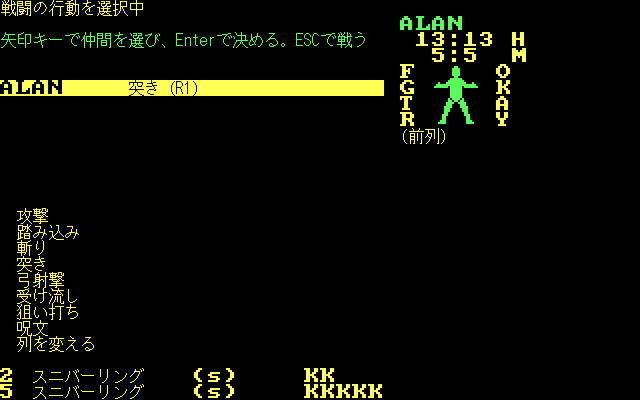 戦闘の行動を選択中
矢印キーで仲間を選び、Enterで決める。ESCで戦う
ALAN 突き (R1)
ALAN
13:13 H
5:5 M
FGTR
OKAY
(前列)
攻撃
踏み込み
斬り
突き
弓射撃
受け流し
狙い打ち
呪文
列を変える
2 スニバーリング (s) KK
5 スニバーリング (s) KKKKK